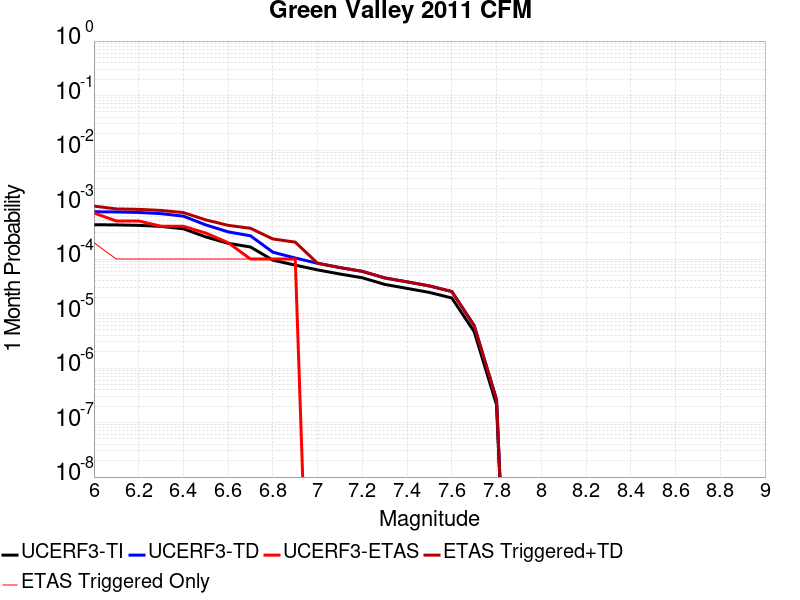 Green Valley 2011 CFM
10^0
10^-1
10^-2
10^-3
10^-4
10^-5
10^-6
10^-7
10^-8
1 Month Probability
6 6.2 6.4 6.6 6.8 7 7.2 7.4 7.6 7.8 8 8.2 8.4 8.6 8.8 9
Magnitude
UCERF3-TI UCERF3-TD UCERF3-ETAS ETAS Triggered+TD
ETAS Triggered Only